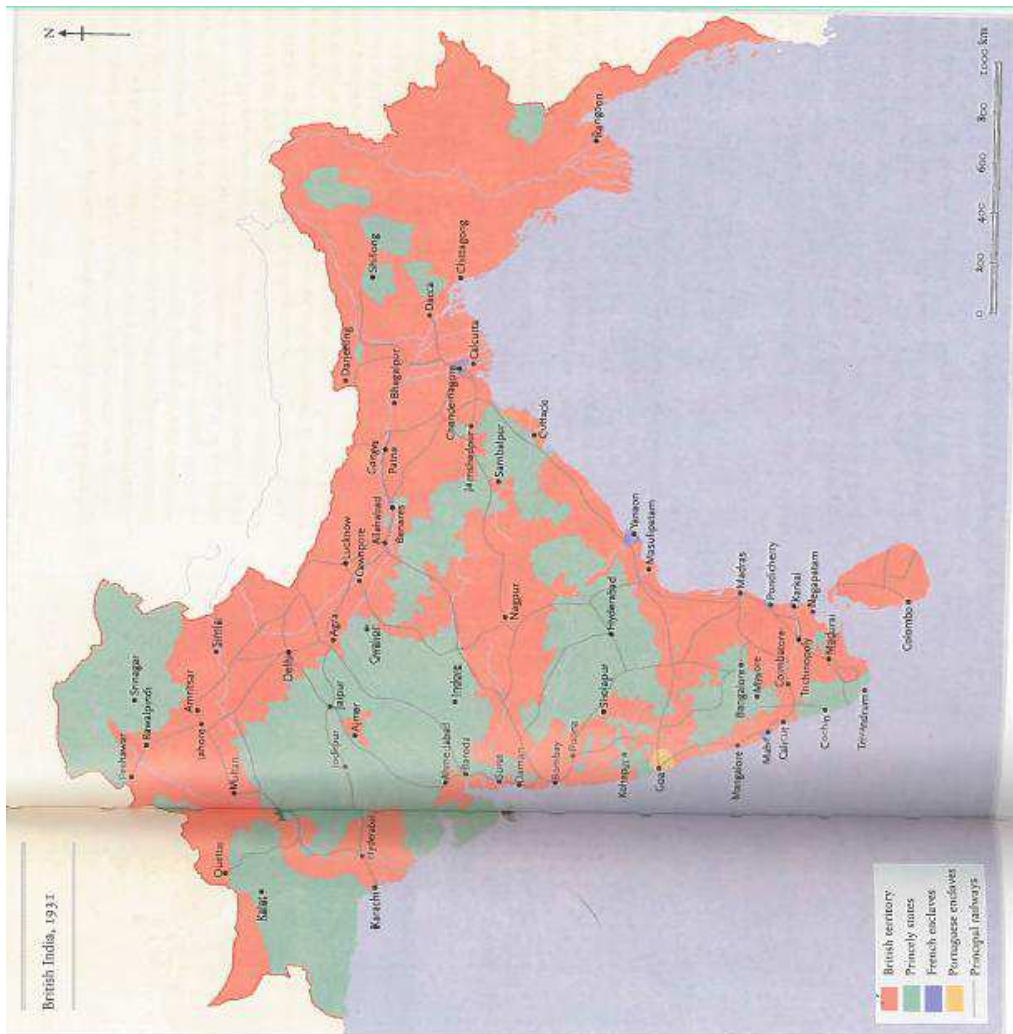 British India, 1931
N
British territory
Princely states
French enclaves
Portuguese enclaves
Principal railways
0 200 400 600 800 1000 km
Quetta
Kalat
Karachi
Hyderabad
Peshawar
Rawalpindi
Srinagar
Lahore
Amritsar
Multan
Simla
Delhi
Jaipur
Jodhpur
Ajmer
Agra
Gwalior
Lucknow
Cawnpore
Allahabad
Benares
Ganga
Patna
Bhagalpur
Darjeeling
Shillong
Dacca
Chittagong
Calcutta
Chandernagore
Jamshedpur
Sambalpur
Cuttack
Ahmedabad
Baroda
Indore
Surat
Daman
Bombay
Poona
Nagpur
Sholapur
Hyderabad
Kolapur
Goa
Yanaon
Masulipatam
Mangalore
Mahé
Calicut
Bangalore
Mysore
Coimbatore
Trichinopoly
Madras
Pondicherry
Karkal
Negapatam
Madurai
Cochin
Trivandrum
Colombo
Rangoon